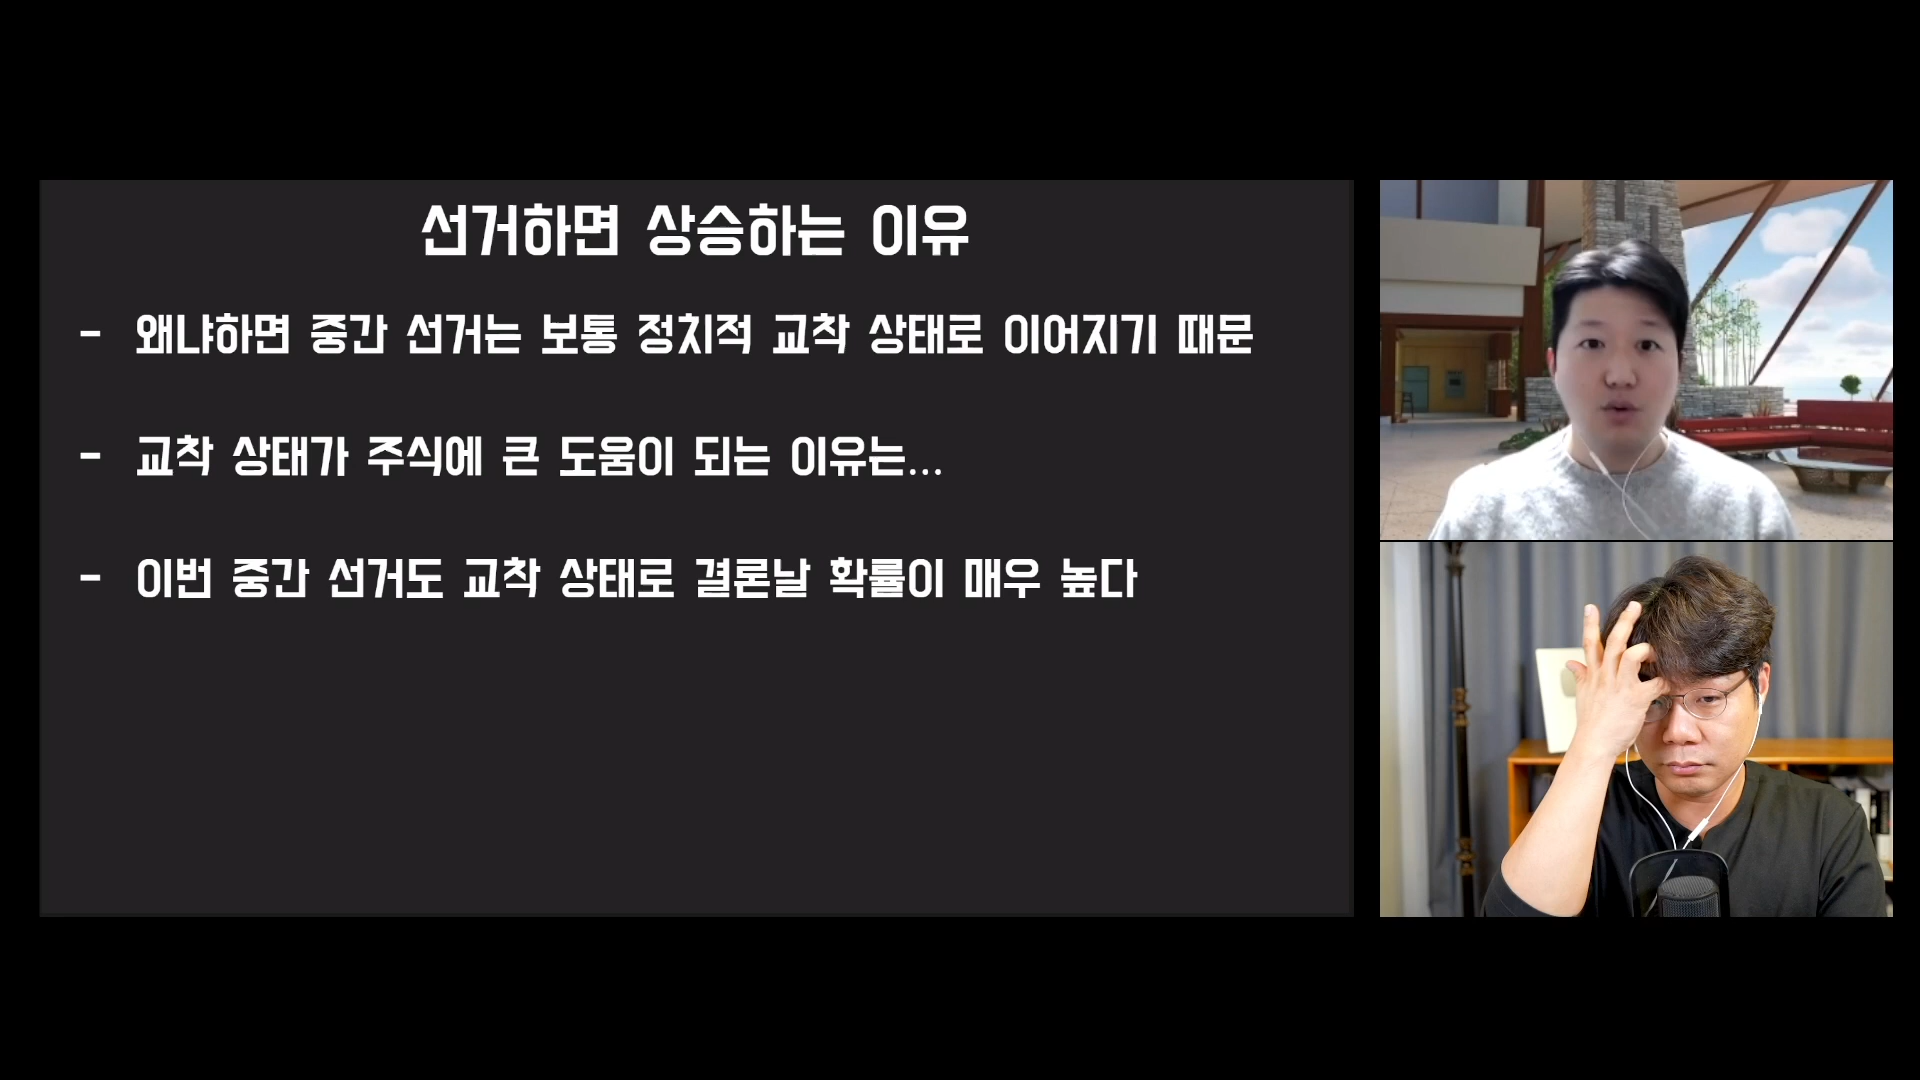 선거하면 상승하는 이유
- 왜냐하면 중간 선거는 보통 정치적 교착 상태로 이어지기 때문
- 교착 상태가 주식에 큰 도움이 되는 이유는...
- 이번 중간 선거도 교착 상태로 결론날 확률이 매우 높다